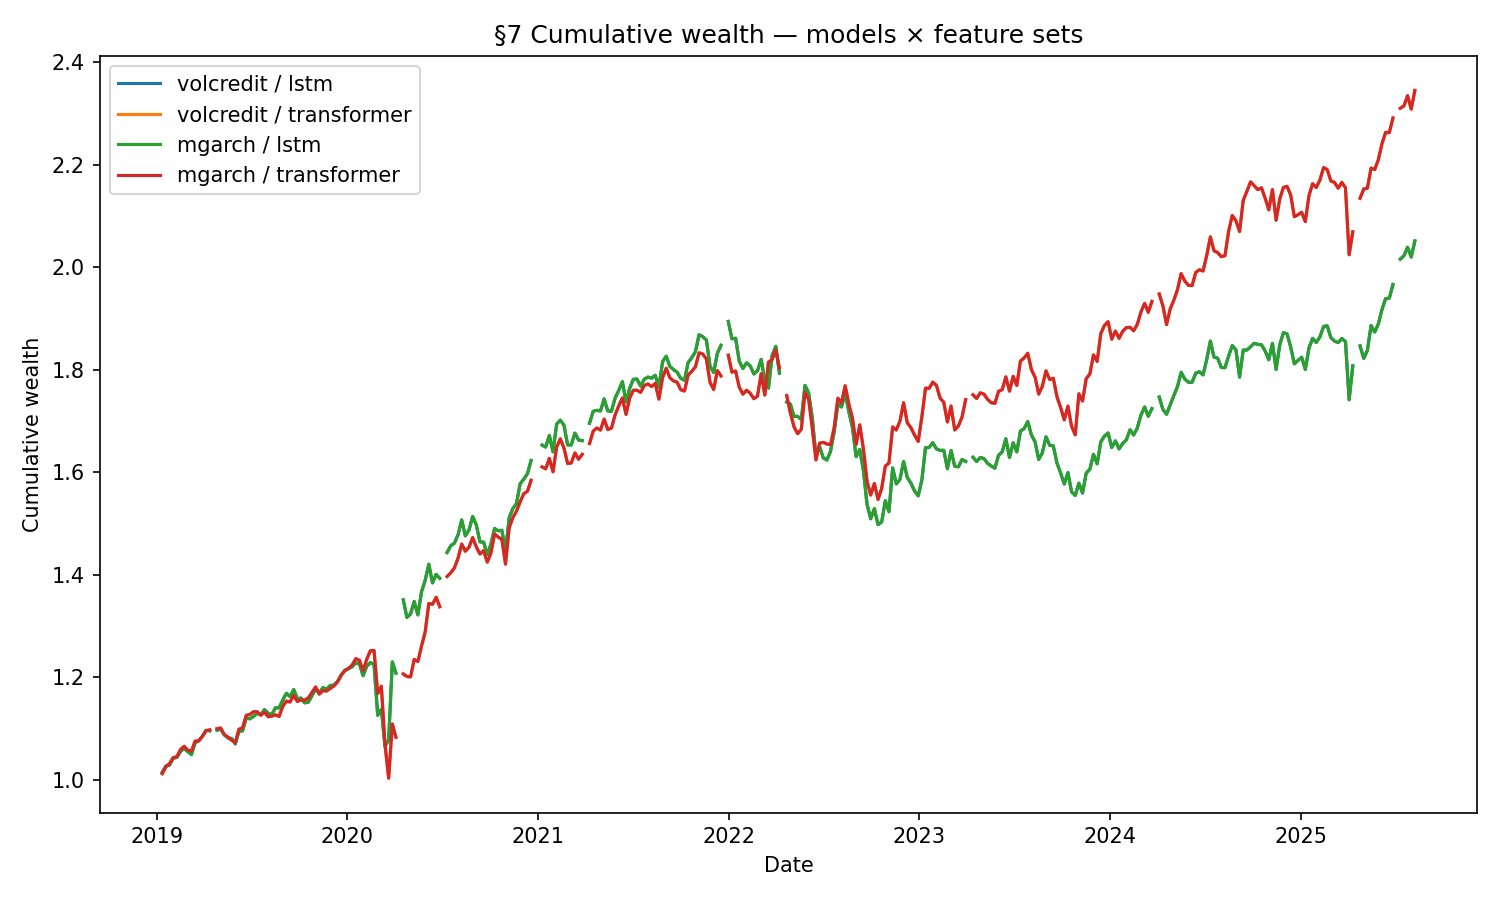 §7 Cumulative wealth — models × feature sets
volcredit / lstm
volcredit / transformer
mgarch / lstm
mgarch / transformer
Cumulative wealth
2.4
2.2
2.0
1.8
1.6
1.4
1.2
1.0
2019 2020 2021 2022 2023 2024 2025
Date